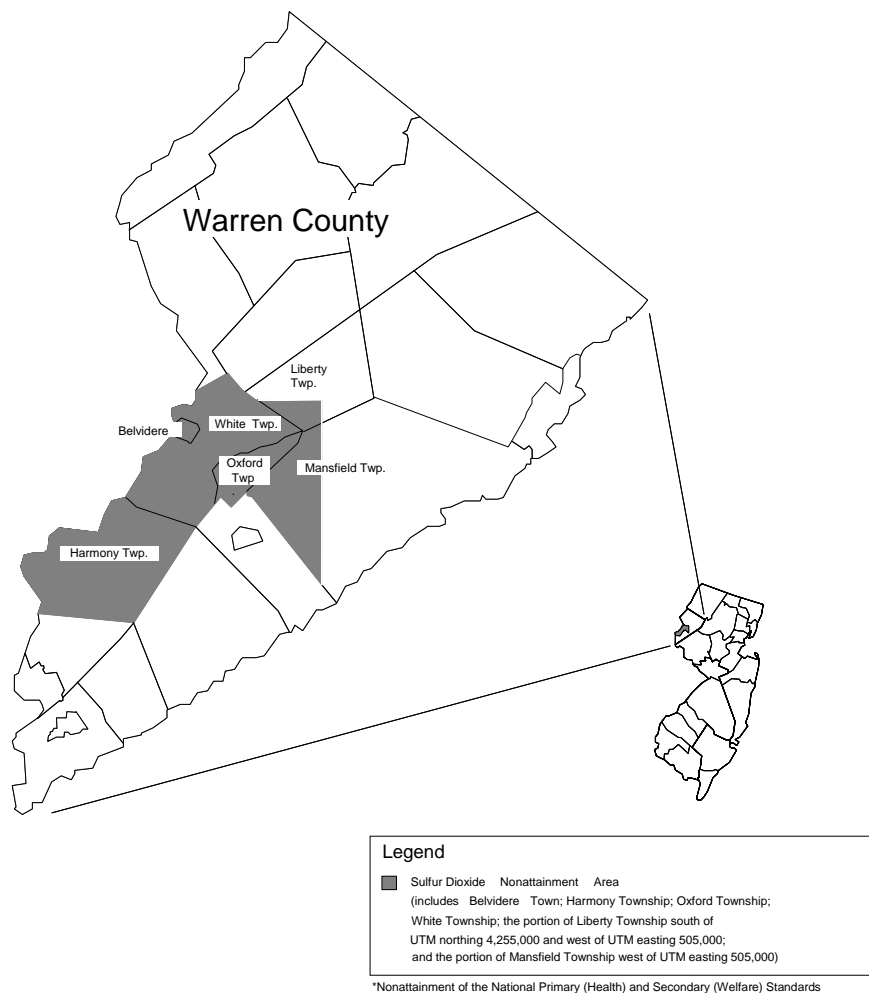 Warren County
Liberty
Twp.
White Twp.
Belvidere
Oxford
Twp
Mansfield Twp.
Harmony Twp.
Legend
Sulfur Dioxide Nonattainment Area
(includes Belvidere Town; Harmony Township; Oxford Township;
White Township; the portion of Liberty Township south of
UTM northing 4,255,000 and west of UTM easting 505,000;
and the portion of Mansfield Township west of UTM easting 505,000)
*Nonattainment of the National Primary (Health) and Secondary (Welfare) Standards